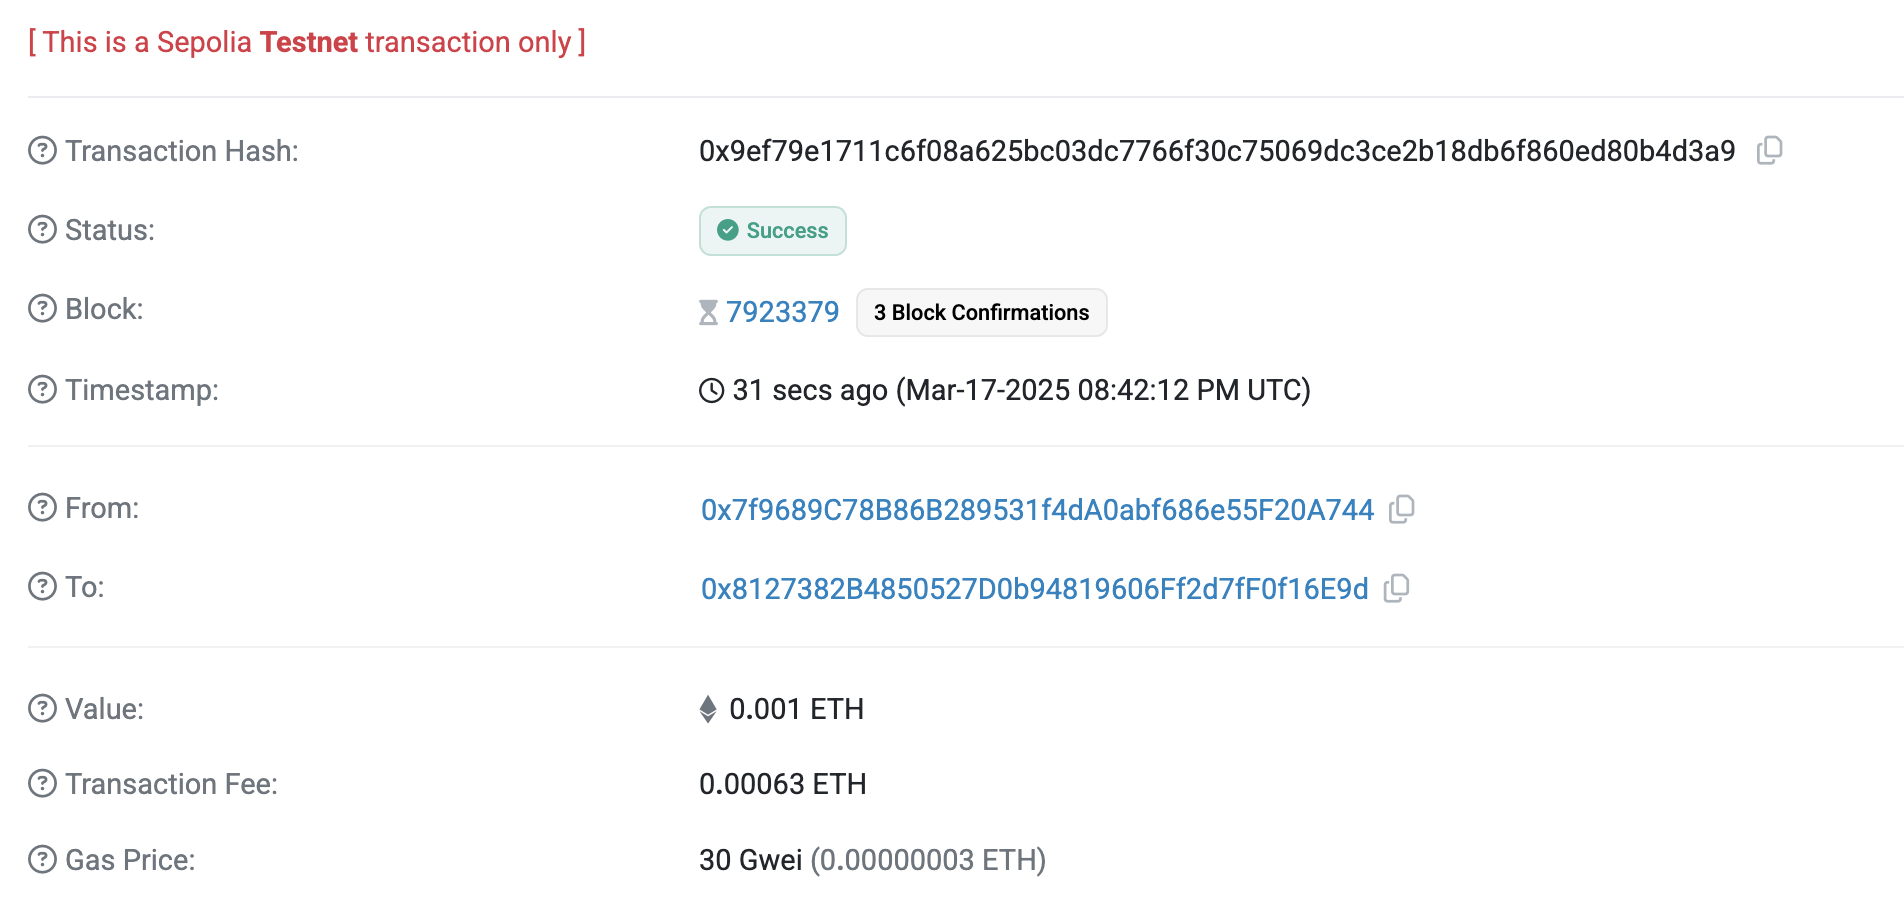 [ This is a Sepolia Testnet transaction only ]
Transaction Hash: 0x9ef79e1711c6f08a625bc03dc7766f30c75069dc3ce2b18db6f860ed80b4d3a9
Status: Success
Block: 7923379 3 Block Confirmations
Timestamp: 31 secs ago (Mar-17-2025 08:42:12 PM UTC)
From: 0x7f9689C78B86B289531f4dA0abf686e55F20A744
To: 0x8127382B4850527D0b94819606Ff2d7fF0f16E9d
Value: 0.001 ETH
Transaction Fee: 0.00063 ETH
Gas Price: 30 Gwei (0.00000003 ETH)